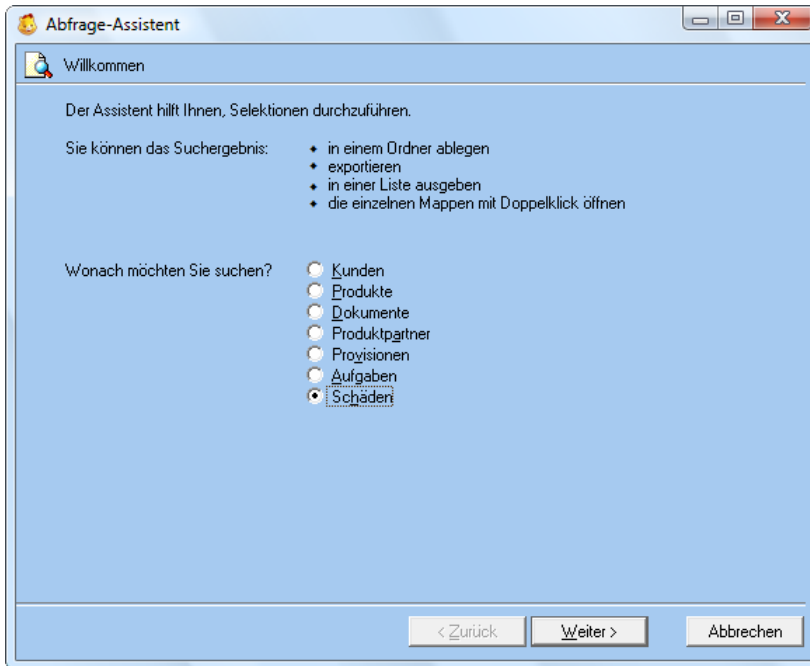 Abfrage-Assistent
Willkommen
Der Assistent hilft Ihnen, Selektionen durchzuführen.
Sie können das Suchergebnis:
in einem Ordner ablegen
exportieren
in einer Liste ausgeben
die einzelnen Mappen mit Doppelklick öffnen
Wonach möchten Sie suchen?
Kunden
Produkte
Dokumente
Produktpartner
Provisionen
Aufgaben
Schäden
< Zurück
Weiter >
Abbrechen